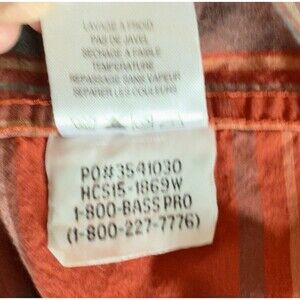 LAVAGE A FROID
PAS DE JAVEL
SECHAGE A FAIBLE
TEMPERATURE
REPASSAGE SANS VAPEUR
SEPARER LES COULEURS
PO#3541030
HCS15-1869W
1-800-BASS PRO
(1-800-227-7776)